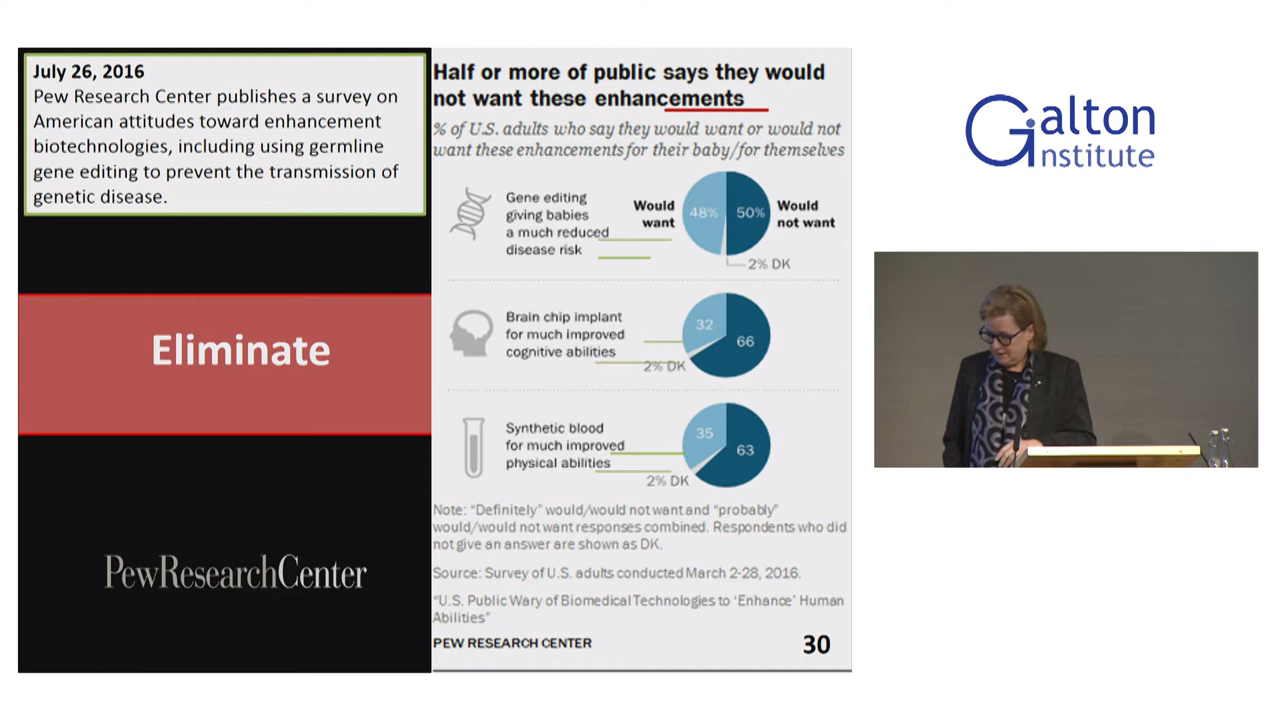 July 26, 2016
Pew Research Center publishes a survey on
American attitudes toward enhancement
biotechnologies, including using germline
gene editing to prevent the transmission of
genetic disease.
Eliminate
PewResearchCenter
Half or more of public says they would
not want these enhancements
% of U.S. adults who say they would want or would not
want these enhancements for their baby/for themselves
Gene editing
giving babies
a much reduced
disease risk
Would
want
48%
50%
Would
not want
2% DK
Brain chip implant
for much improved
cognitive abilities
32
66
2% DK
Synthetic blood
for much improved
physical abilities
35
63
2% DK
Note: “Definitely” would/would not want and “probably”
would/would not want responses combined. Respondents who did
not give an answer are shown as DK.
Source: Survey of U.S. adults conducted March 2-28, 2016.
“U.S. Public Wary of Biomedical Technologies to ‘Enhance’ Human
Abilities”
PEW RESEARCH CENTER
30
Galton
Institute